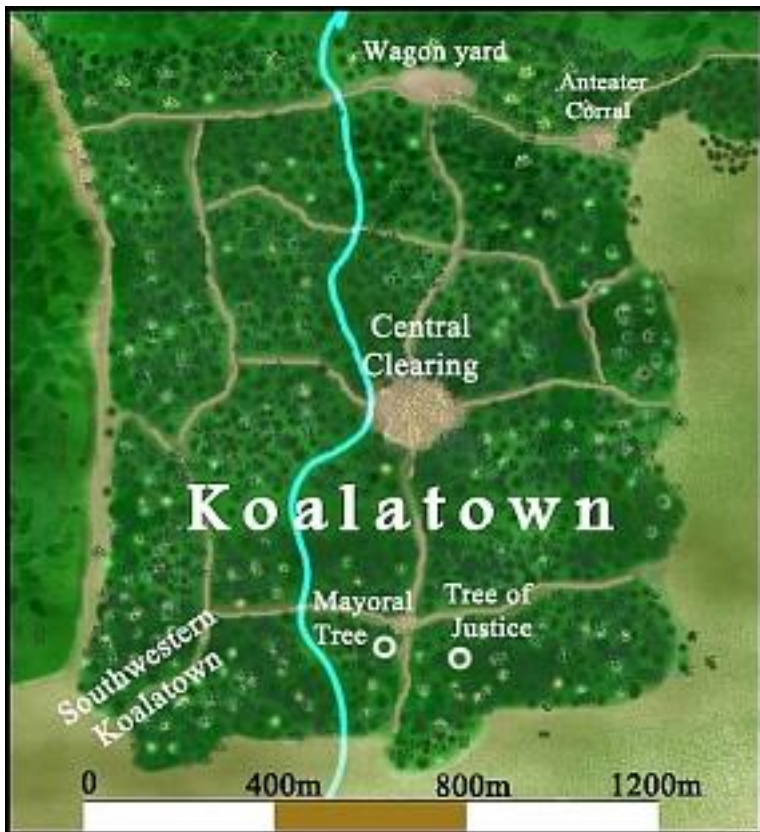 Wagon yard
Anteater
Corral
Central
Clearing
Koalatown
Mayoral
Tree
Tree of
Justice
Southwestern
Koalatown
0 400m 800m 1200m